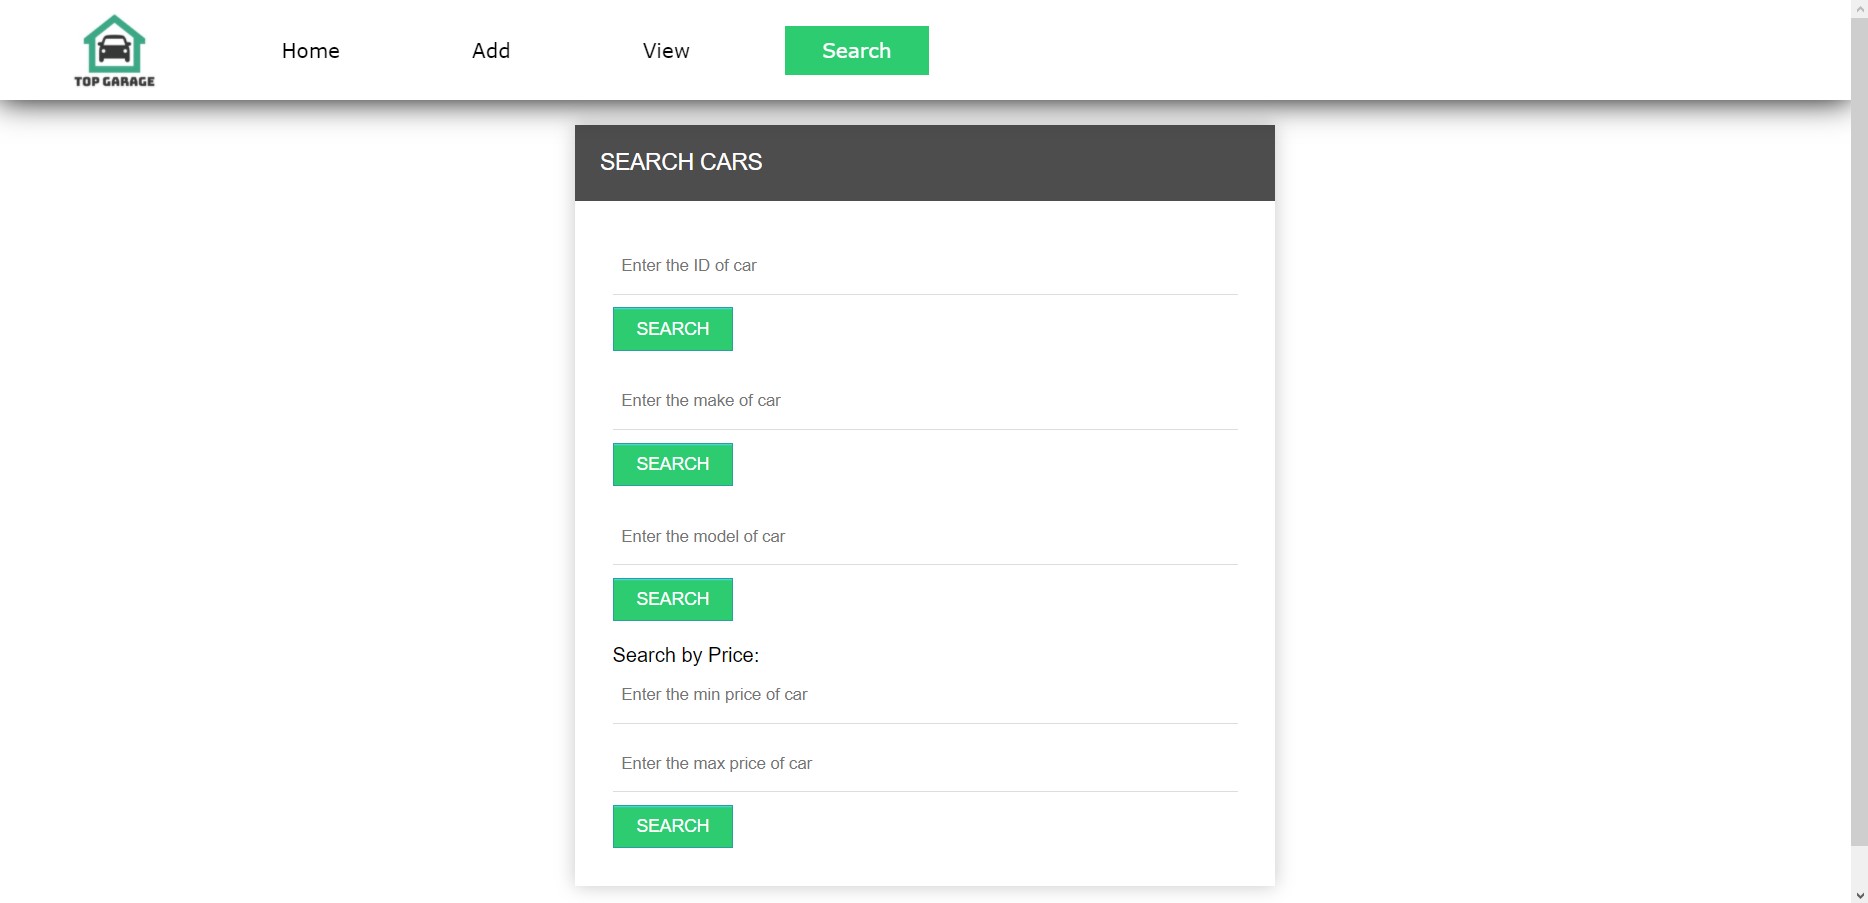 TOP GARAGE
Home Add View Search
SEARCH CARS
Enter the ID of car
SEARCH
Enter the make of car
SEARCH
Enter the model of car
SEARCH
Search by Price:
Enter the min price of car
Enter the max price of car
SEARCH